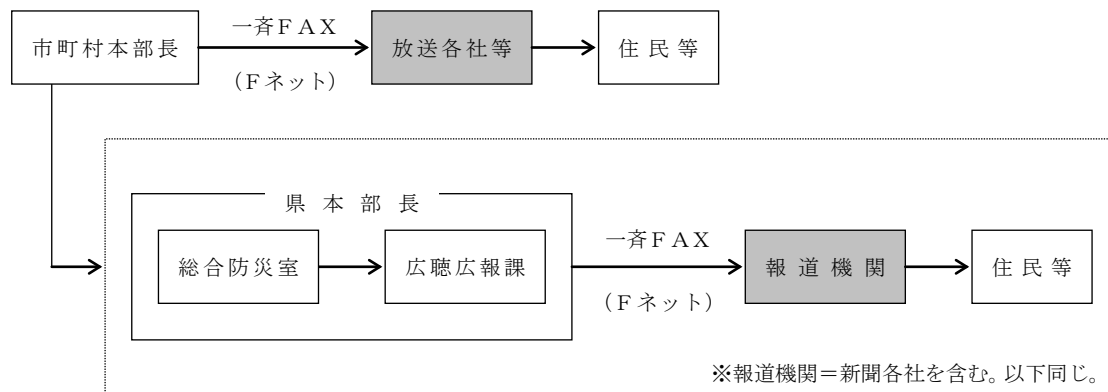 一斉ＦＡＸ
市町村本部長
放送各社等
住民等
（Ｆネット）
県本部長
一斉ＦＡＸ
総合防災室
広聴広報課
報道機関
住民等
（Ｆネット）
※報道機関＝新聞各社を含む。以下同じ。